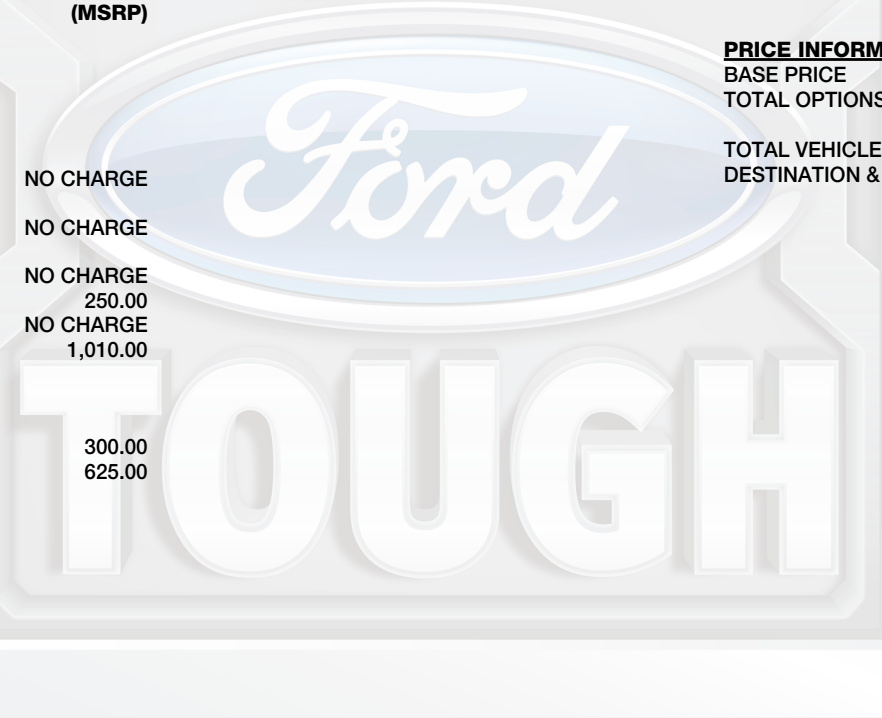 (MSRP)
NO CHARGE
NO CHARGE
NO CHARGE
250.00
NO CHARGE
1,010.00
300.00
625.00
PRICE INFORM
BASE PRICE
TOTAL OPTIONS
TOTAL VEHICLE
DESTINATION &
Ford
TOUGH